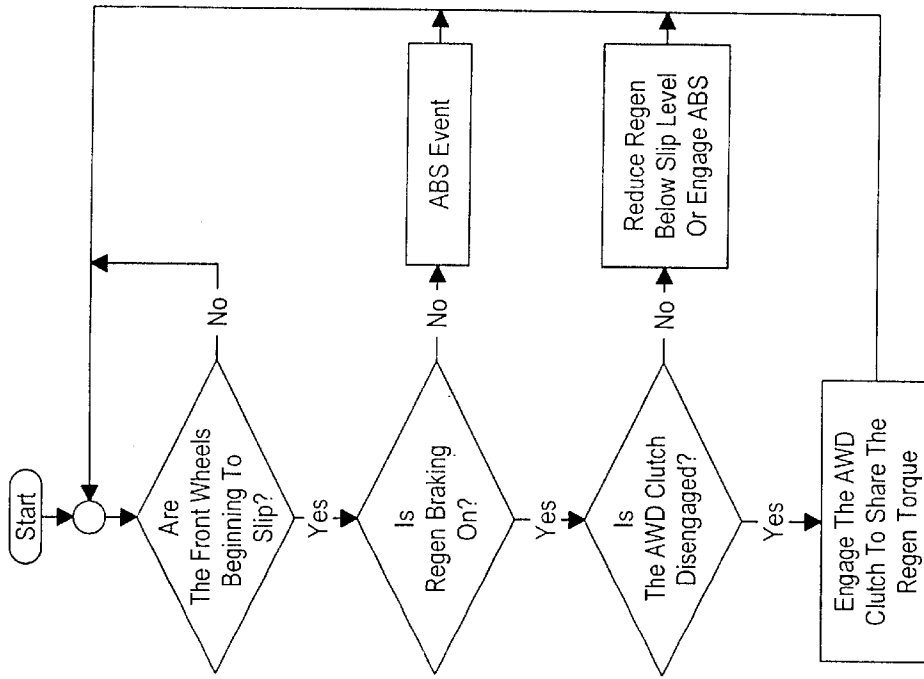 Start
Are
The Front Wheels
Beginning To
Slip?
No
Yes
Is
Regen Braking
On?
No
ABS Event
Yes
Is
The AWD Clutch
Disengaged?
No
Reduce Regen
Below Slip Level
Or Engage ABS
Yes
Engage The AWD
Clutch To Share The
Regen Torque